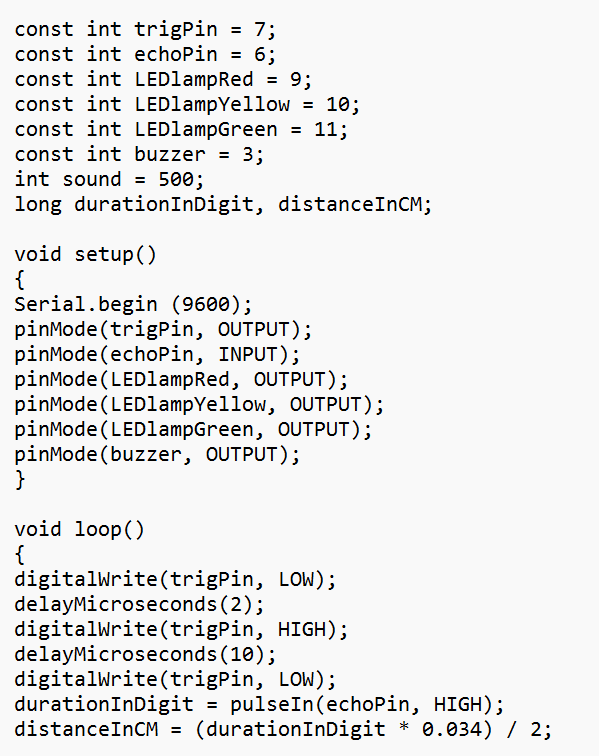 const int trigPin = 7;
const int echoPin = 6;
const int LEDlampRed = 9;
const int LEDlampYellow = 10;
const int LEDlampGreen = 11;
const int buzzer = 3;
int sound = 500;
long durationInDigit, distanceInCM;

void setup()
{
Serial.begin (9600);
pinMode(trigPin, OUTPUT);
pinMode(echoPin, INPUT);
pinMode(LEDlampRed, OUTPUT);
pinMode(LEDlampYellow, OUTPUT);
pinMode(LEDlampGreen, OUTPUT);
pinMode(buzzer, OUTPUT);
}

void loop()
{
digitalWrite(trigPin, LOW);
delayMicroseconds(2);
digitalWrite(trigPin, HIGH);
delayMicroseconds(10);
digitalWrite(trigPin, LOW);
durationInDigit = pulseIn(echoPin, HIGH);
distanceInCM = (durationInDigit * 0.034) / 2;